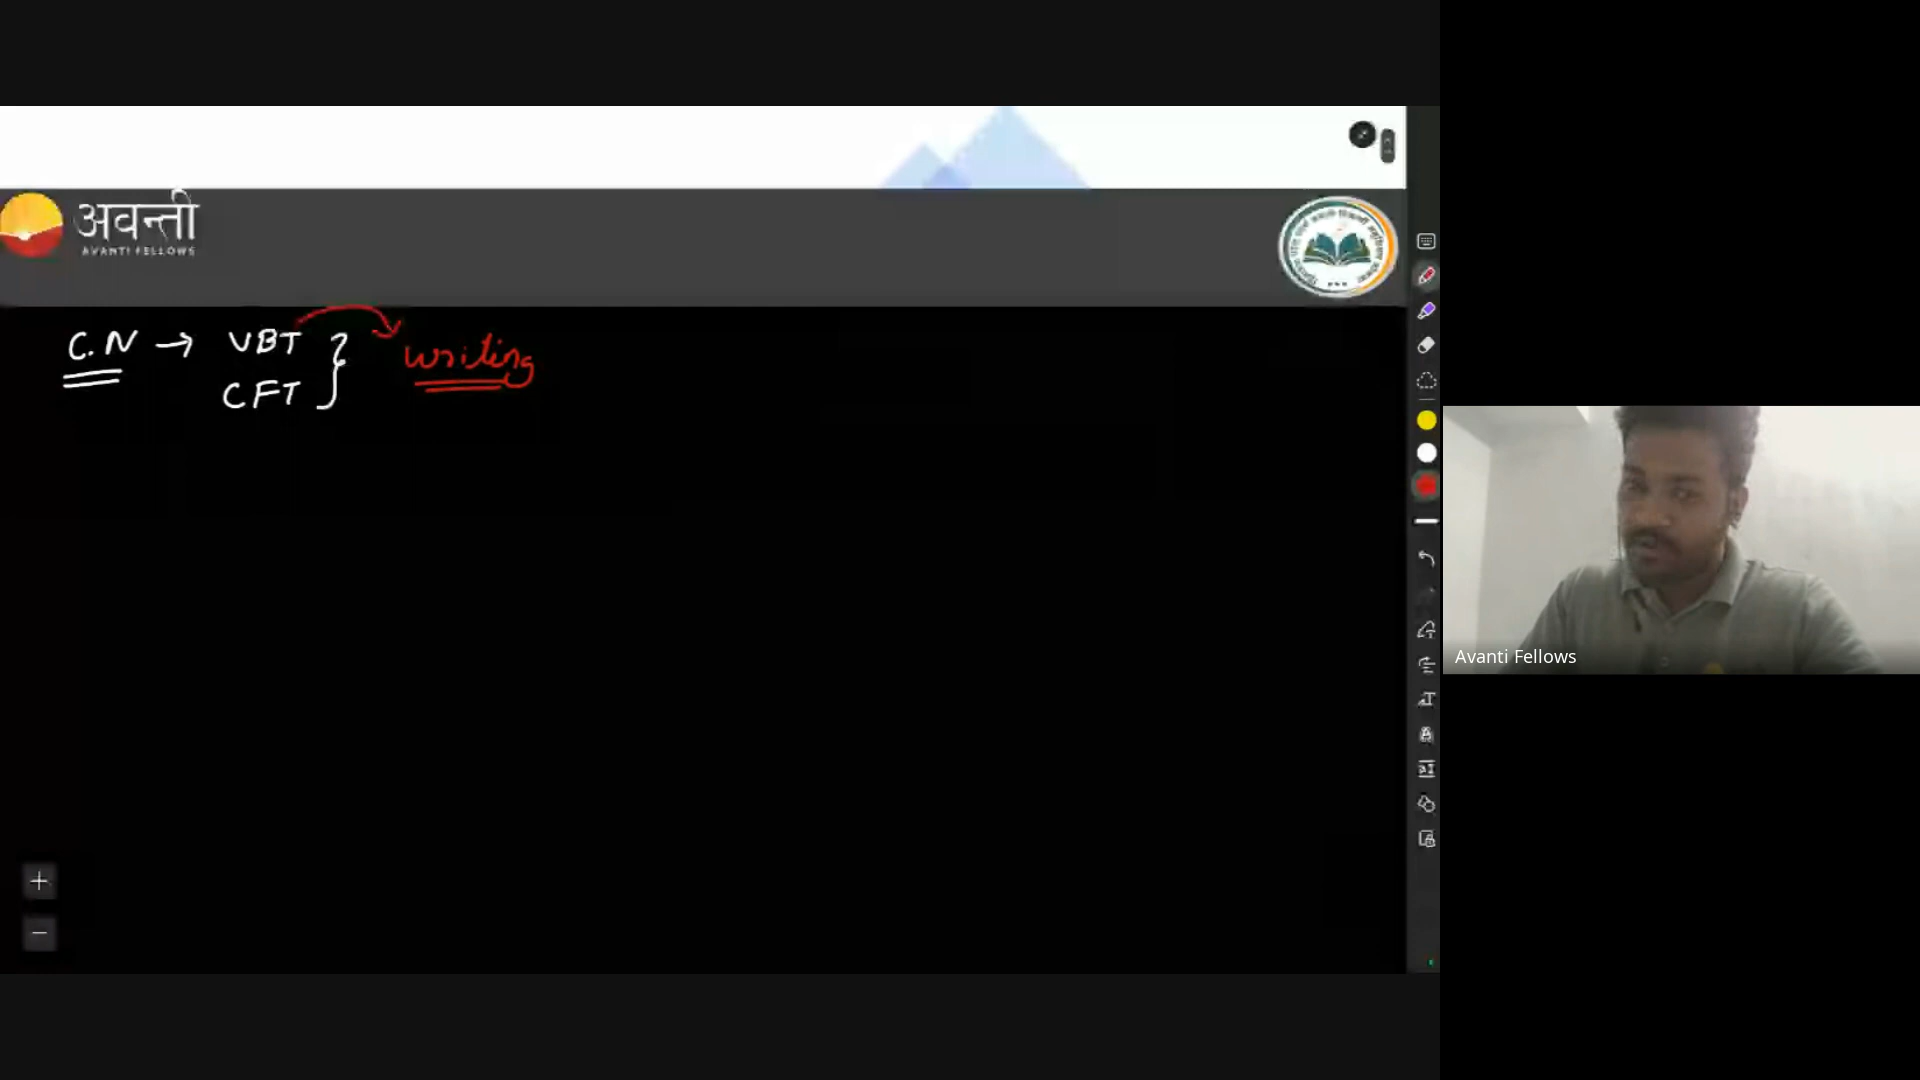 अवन्ती
AVANTI FELLOWS
C.N → VBT }
CFT
writing
Avanti Fellows